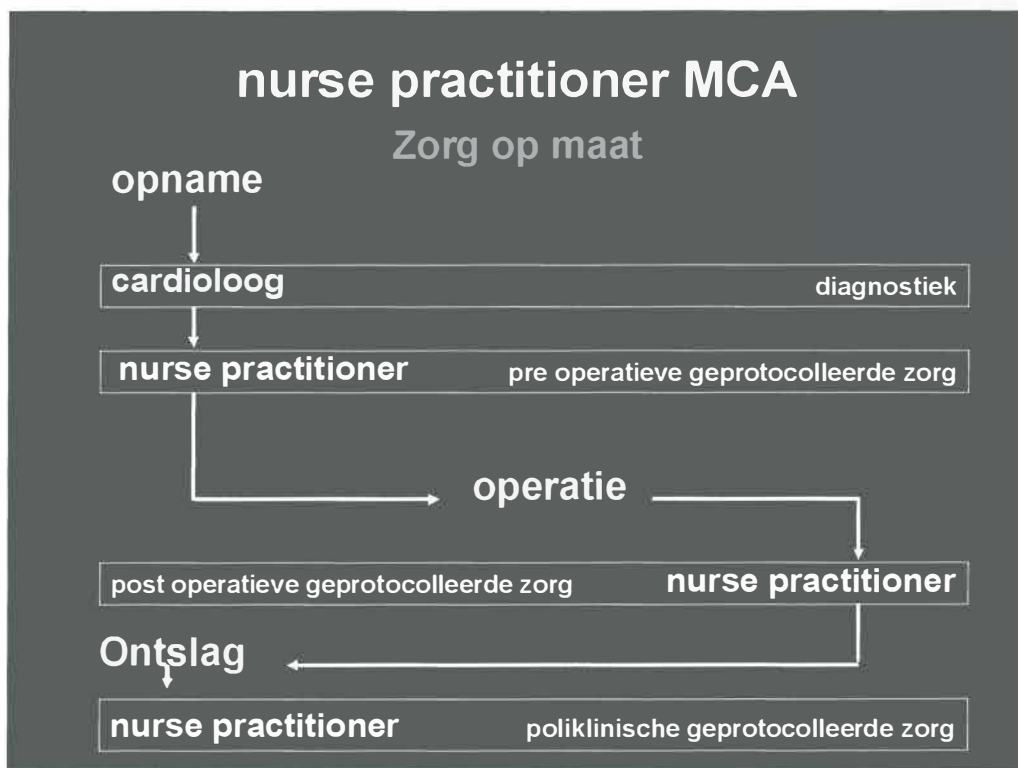 nurse practitioner MCA
Zorg op maat
opname
cardioloog diagnostiek
nurse practitioner pre operatieve geprotocolleerde zorg
operatie
post operatieve geprotocolleerde zorg nurse practitioner
Ontslag
nurse practitioner poliklinische geprotocolleerde zorg